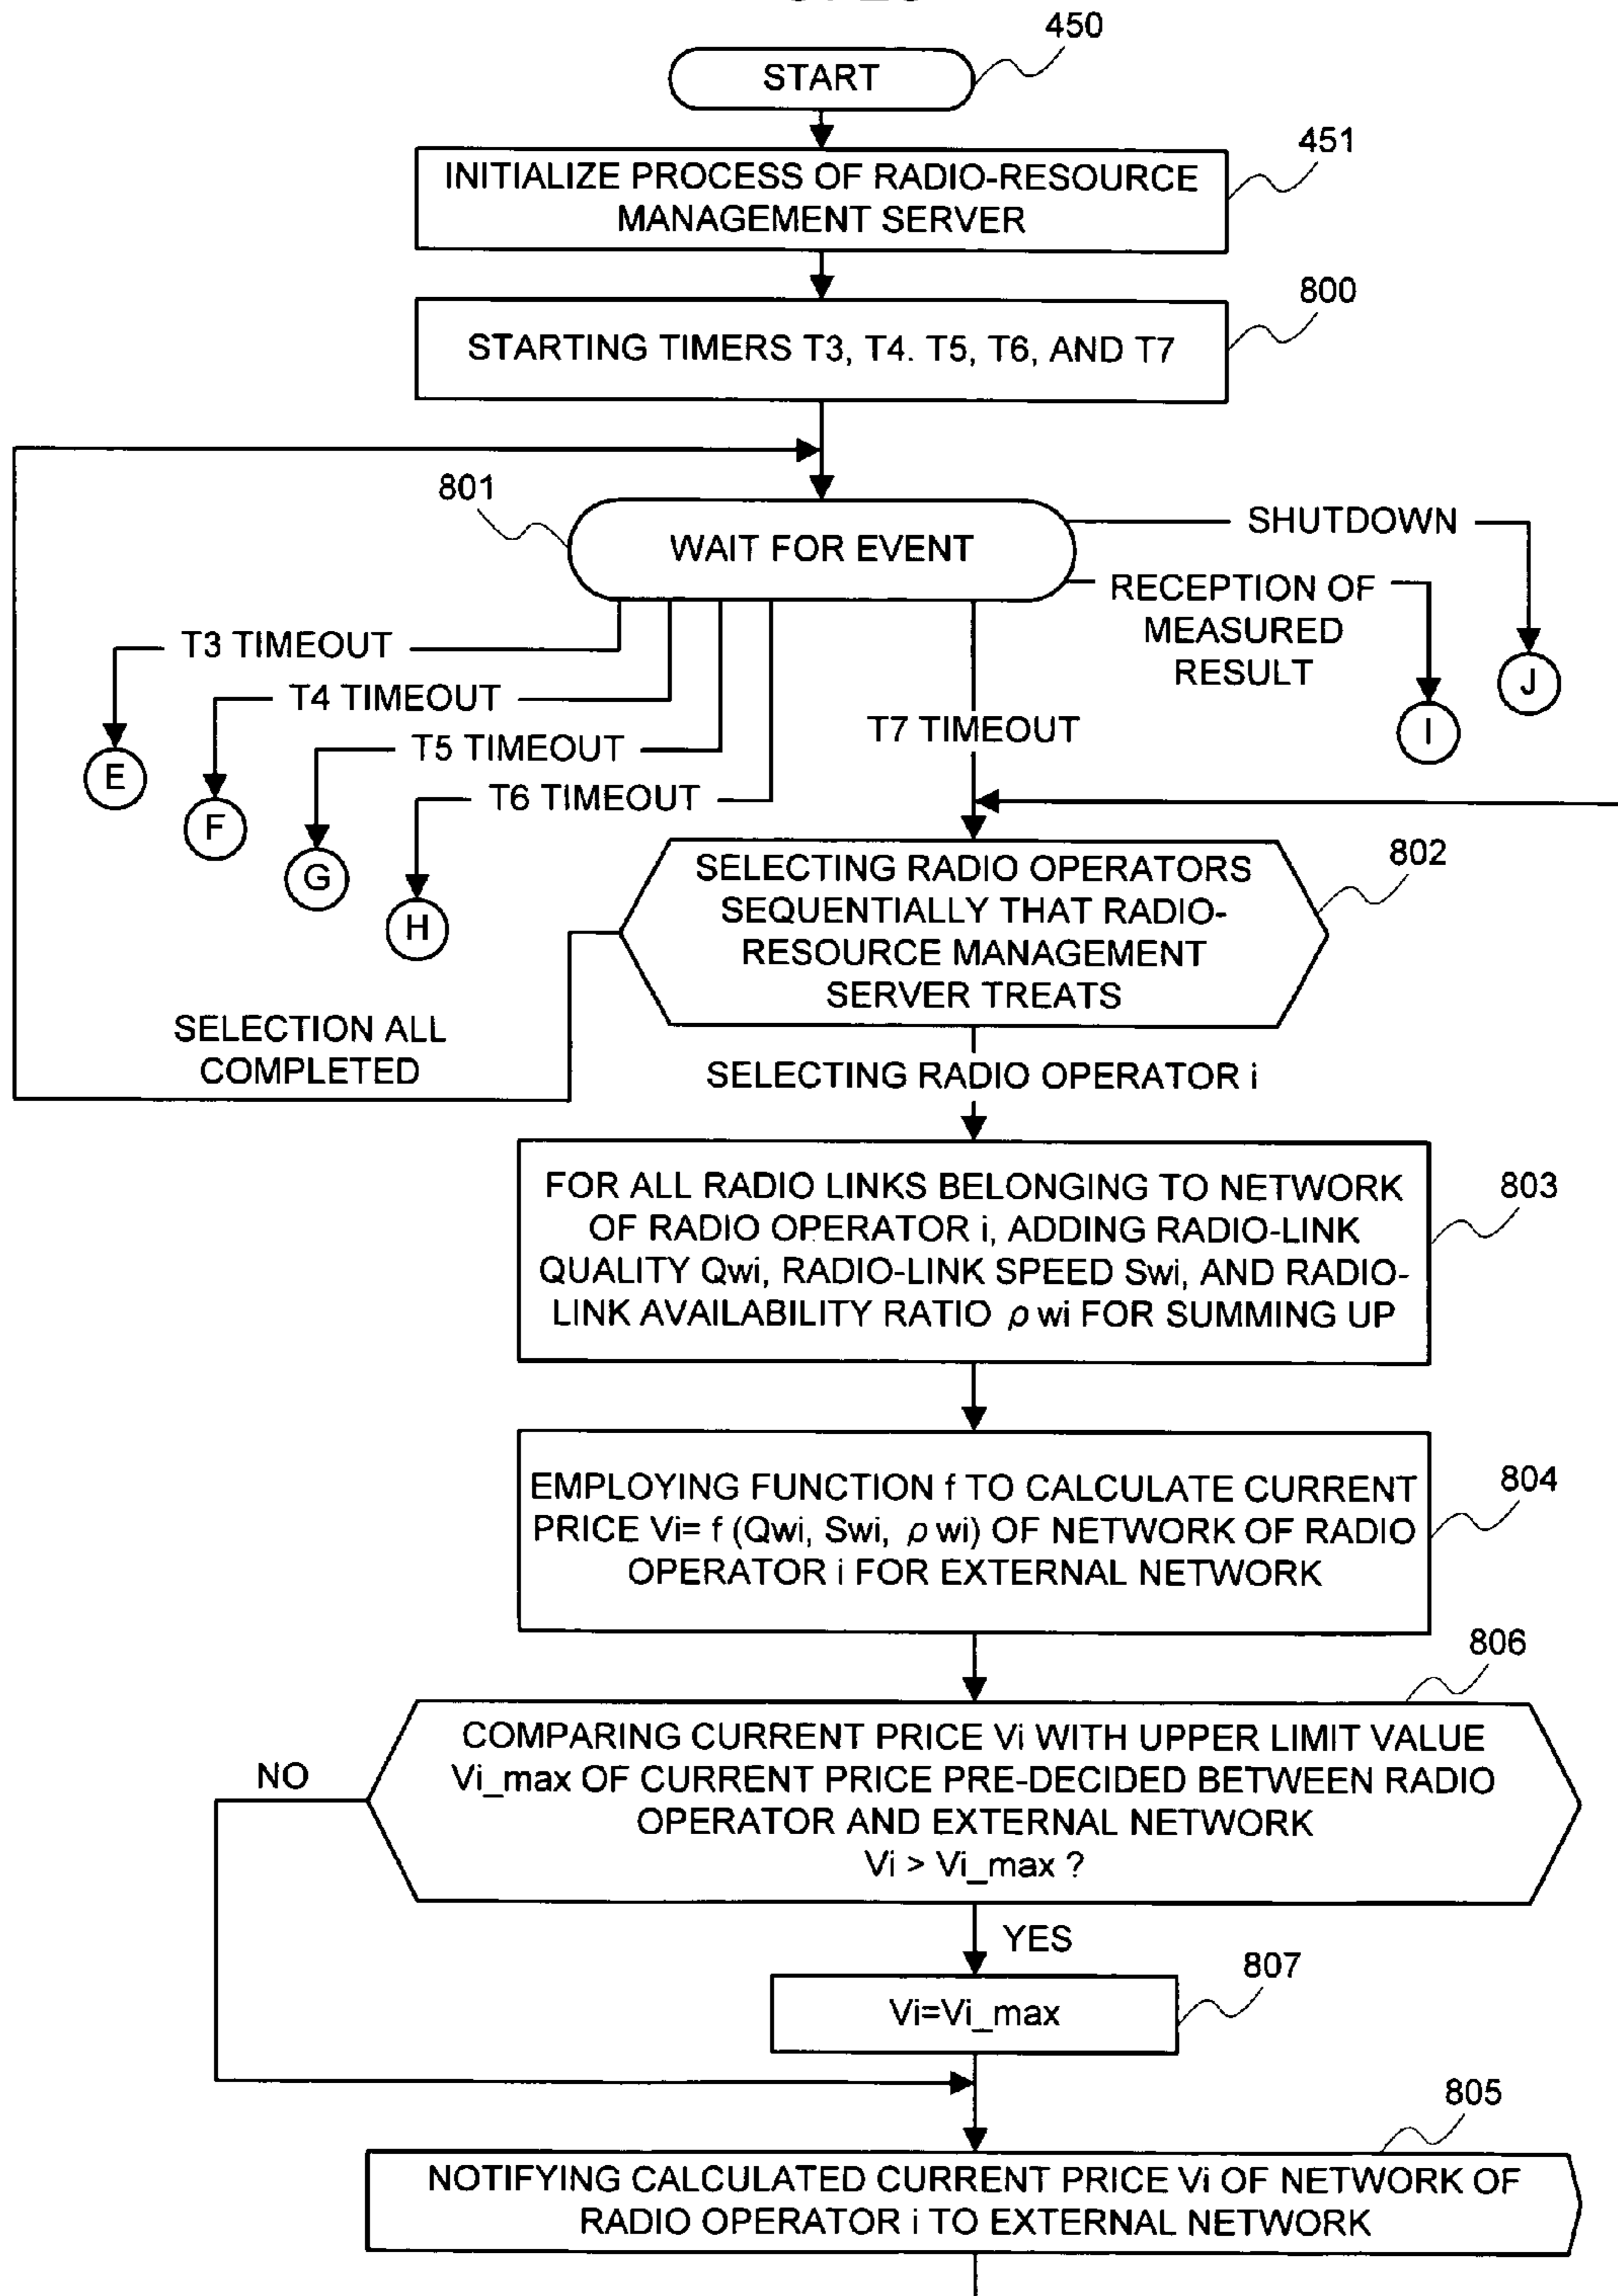 450
START
451
INITIALIZE PROCESS OF RADIO-RESOURCE
MANAGEMENT SERVER
800
STARTING TIMERS T3, T4. T5, T6, AND T7
801
WAIT FOR EVENT
SHUTDOWN
RECEPTION OF
MEASURED
RESULT
J
I
T3 TIMEOUT
T4 TIMEOUT
T5 TIMEOUT
T6 TIMEOUT
T7 TIMEOUT
E
F
G
H
802
SELECTING RADIO OPERATORS
SEQUENTIALLY THAT RADIO-
RESOURCE MANAGEMENT
SERVER TREATS
SELECTION ALL
COMPLETED
SELECTING RADIO OPERATOR i
803
FOR ALL RADIO LINKS BELONGING TO NETWORK
OF RADIO OPERATOR i, ADDING RADIO-LINK
QUALITY Qwi, RADIO-LINK SPEED Swi, AND RADIO-
LINK AVAILABILITY RATIO ρ wi FOR SUMMING UP
804
EMPLOYING FUNCTION f TO CALCULATE CURRENT
PRICE Vi= f (Qwi, Swi, ρ wi) OF NETWORK OF RADIO
OPERATOR i FOR EXTERNAL NETWORK
806
COMPARING CURRENT PRICE Vi WITH UPPER LIMIT VALUE
Vi_max OF CURRENT PRICE PRE-DECIDED BETWEEN RADIO
OPERATOR AND EXTERNAL NETWORK
Vi > Vi_max ?
NO
YES
807
Vi=Vi_max
805
NOTIFYING CALCULATED CURRENT PRICE Vi OF NETWORK OF
RADIO OPERATOR i TO EXTERNAL NETWORK